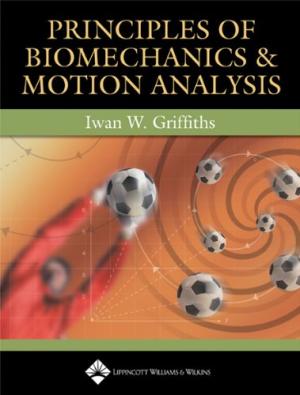 PRINCIPLES OF
BIOMECHANICS &
MOTION ANALYSIS
Iwan W. Griffiths
LIPPINCOTT WILLIAMS & WILKINS